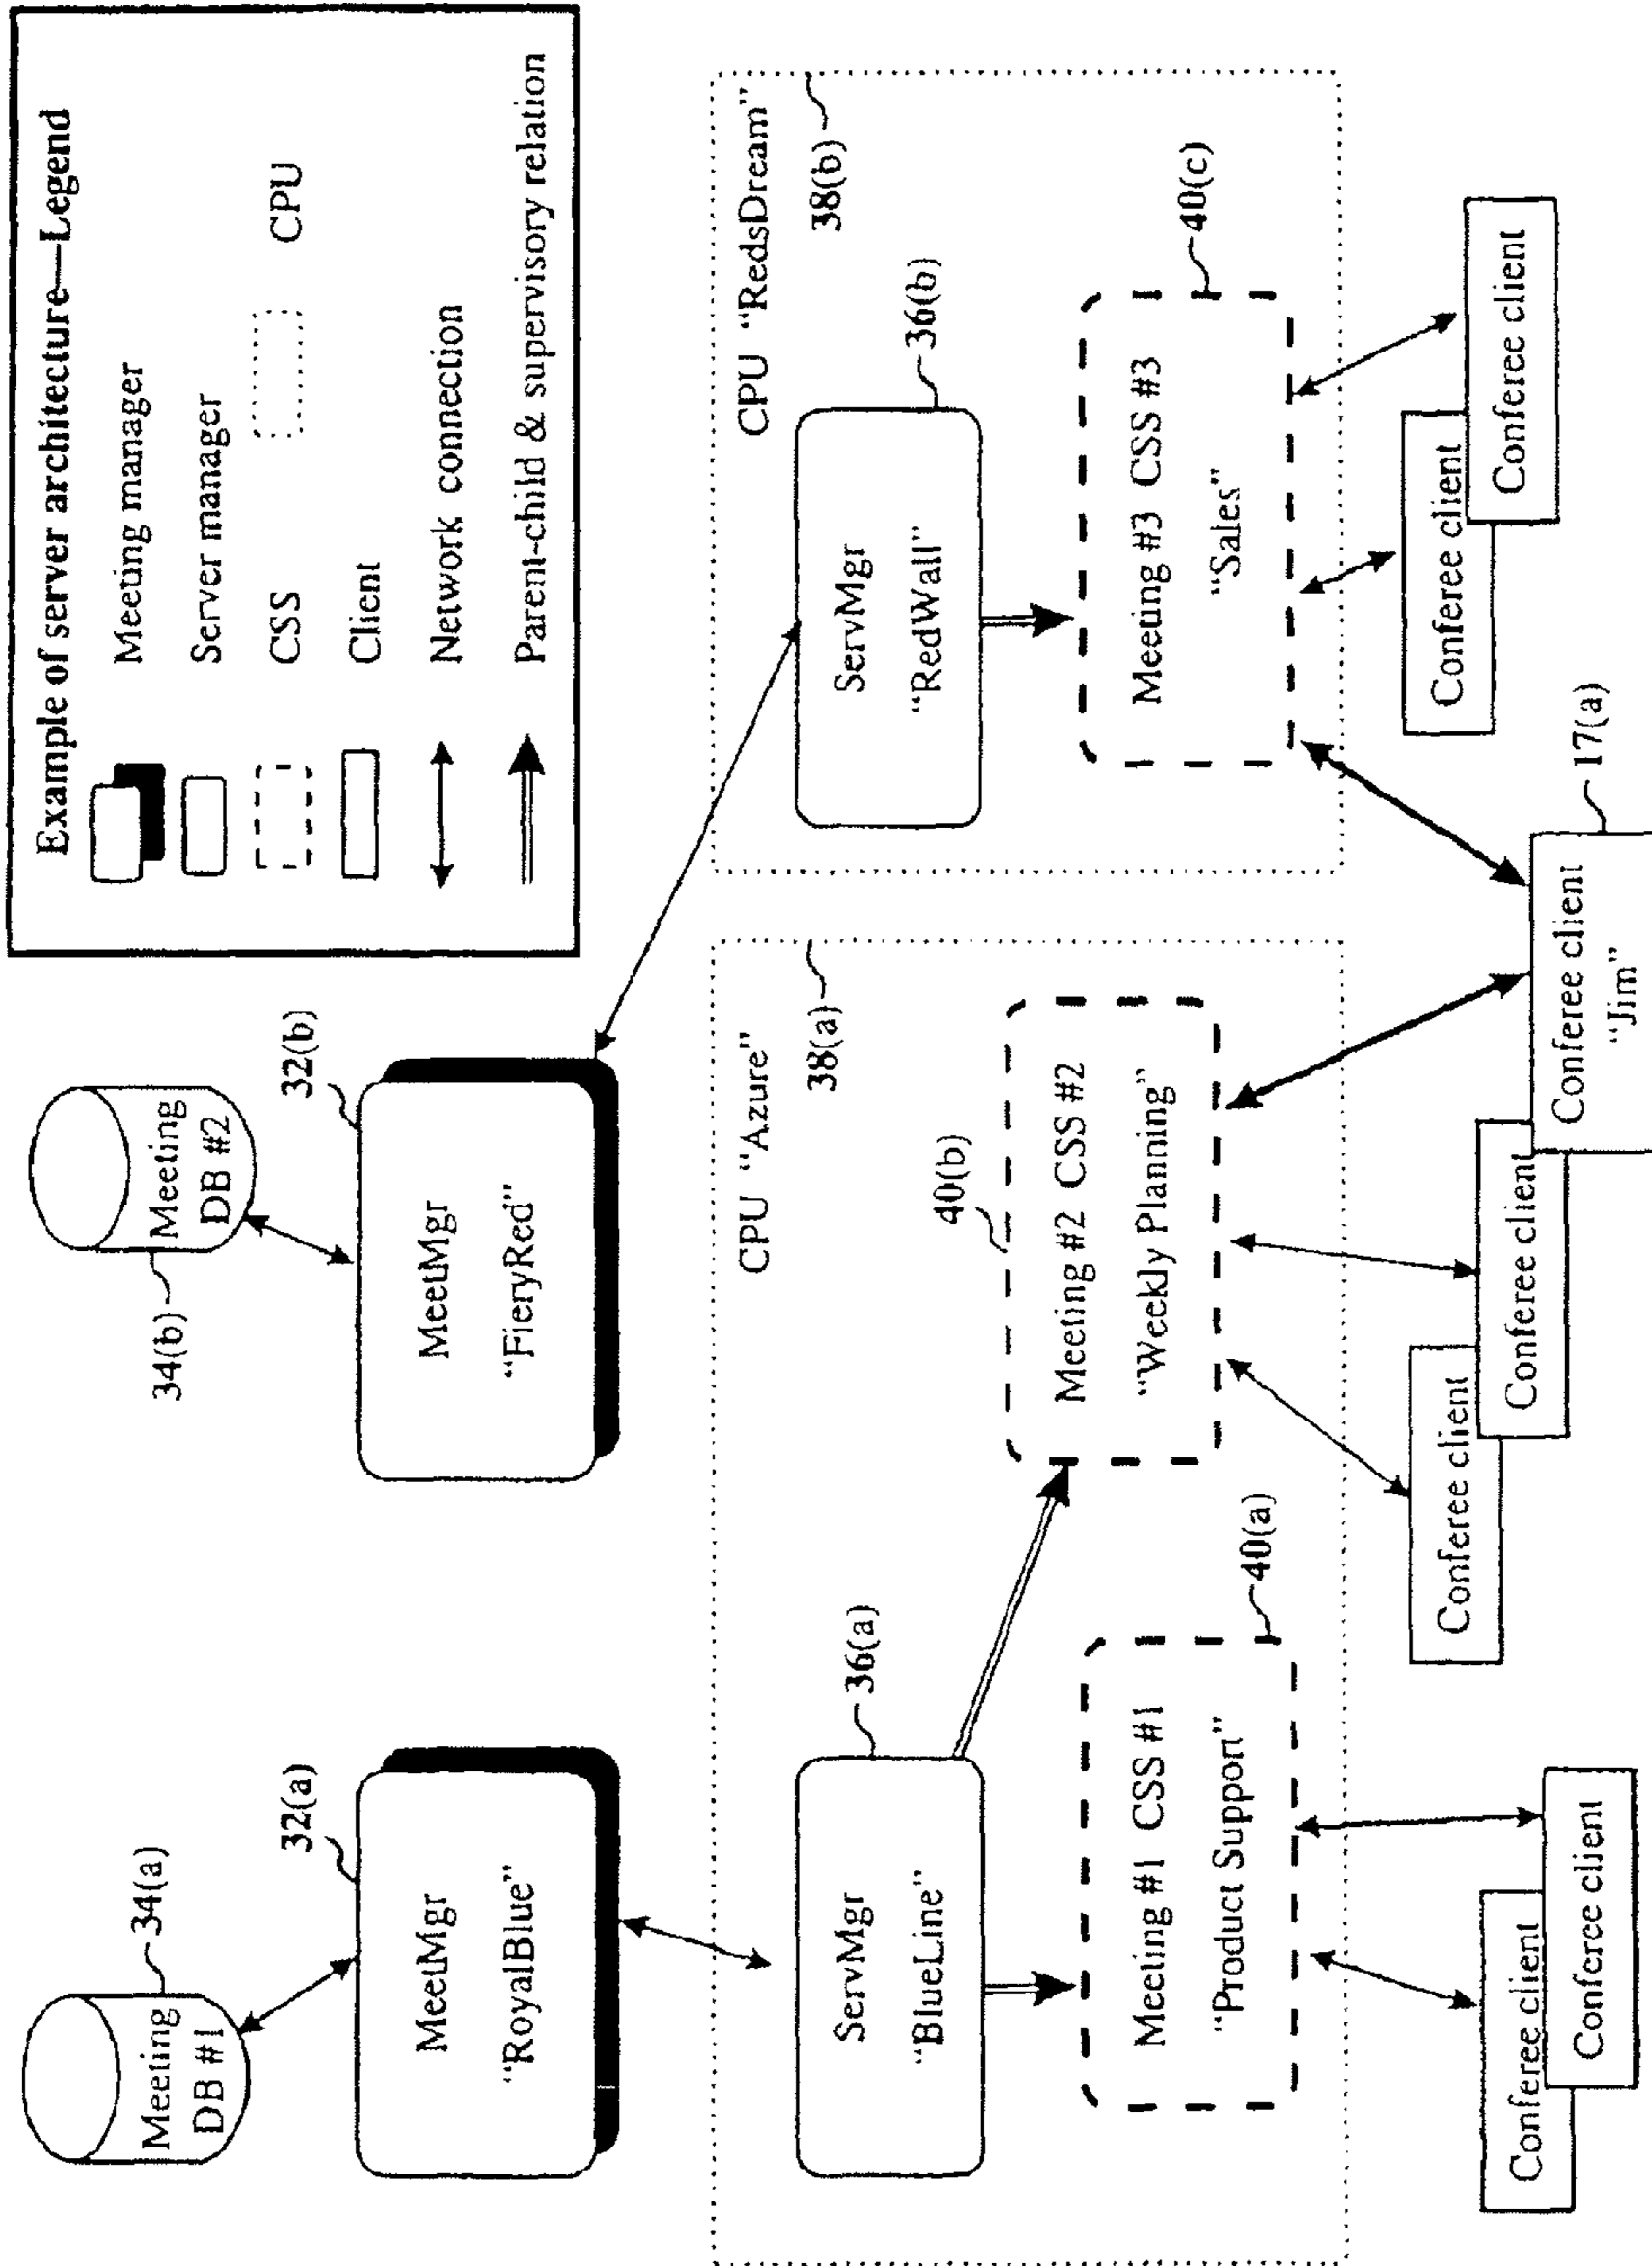 Example of server architecture—Legend
Meeting manager
Server manager
CSS
CPU
Client
Network connection
Parent-child & supervisory relation
Meeting
DB #1
34(a)
Meeting
DB #2
34(b)
32(a)
MeetMgr
“RoyalBlue”
32(b)
MeetMgr
“FieryRed”
CPU “Azure”
38(a)
CPU “RedsDream”
38(b)
ServMgr
“BlueLine”
36(a)
ServMgr
“RedWall”
36(b)
40(b)
Meeting #2 CSS #2
“Weekly Planning”
Meeting #1 CSS #1
“Product Support”
40(a)
Meeting #3 CSS #3
“Sales”
40(c)
Conferee client
Conferee client
Conferee client
Conferee client
Conferee client
“Jim”
17(a)
Conferee client
Conferee client